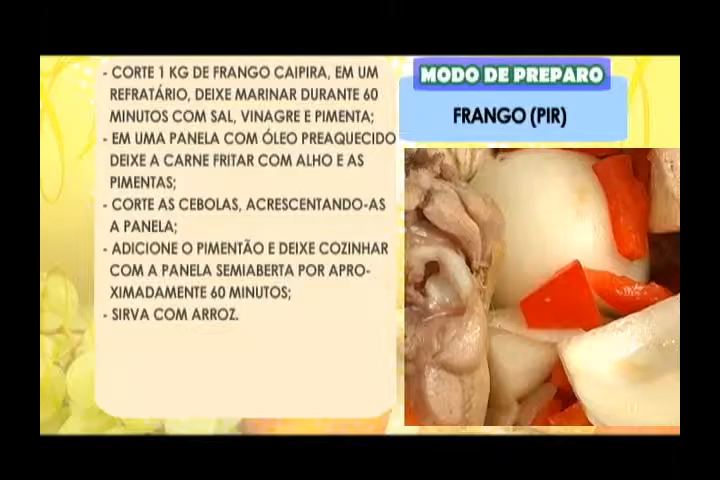 - CORTE 1 KG DE FRANGO CAIPIRA, EM UM
REFRATÁRIO, DEIXE MARINAR DURANTE 60
MINUTOS COM SAL, VINAGRE E PIMENTA;
- EM UMA PANELA COM ÓLEO PREAQUECIDO
DEIXE A CARNE FRITAR COM ALHO E AS
PIMENTAS;
- CORTE AS CEBOLAS, ACRESCENTANDO-AS
A PANELA;
- ADICIONE O PIMENTÃO E DEIXE COZINHAR
COM A PANELA SEMIABERTA POR APRO-
XIMADAMENTE 60 MINUTOS;
- SIRVA COM ARROZ.
MODO DE PREPARO
FRANGO (PIR)